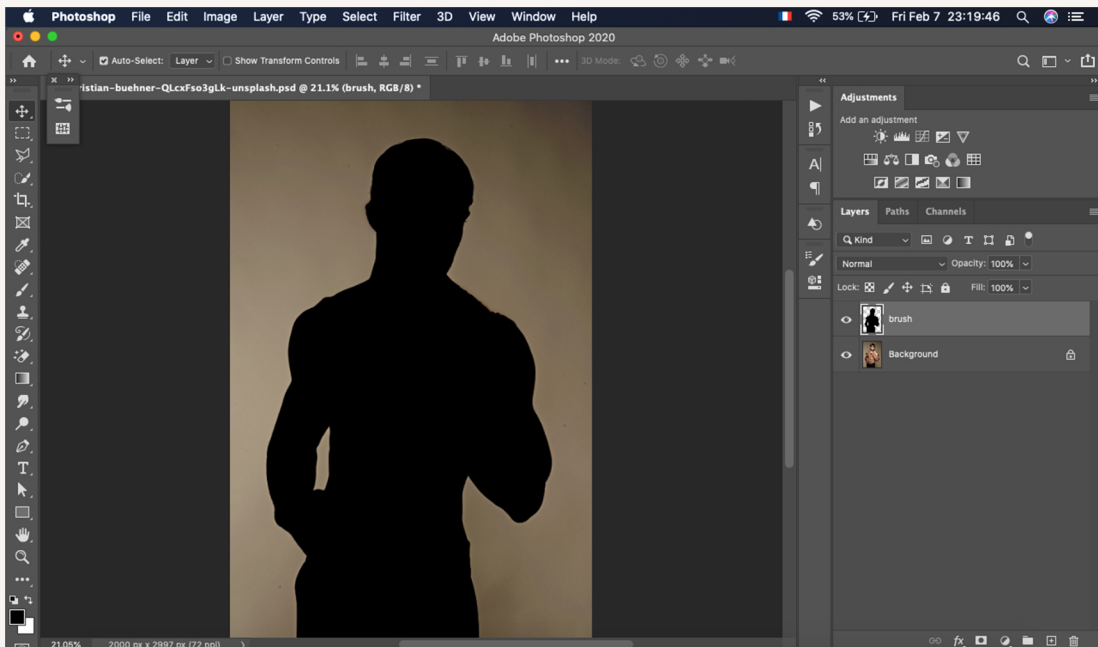 Photoshop File Edit Image Layer Type Select Filter 3D View Window Help 53% Fri Feb 7 23:19:46
Adobe Photoshop 2020
Auto-Select: Layer Show Transform Controls 3D Mode:
istian-buehner-QLcxFso3gLk-unsplash.psd @ 21.1% (brush, RGB/8) *
Adjustments
Add an adjustment
Layers Paths Channels
Kind
Normal Opacity: 100%
Lock: Fill: 100%
brush
Background
21.05% 2000 px x 2997 px (72 ppi)